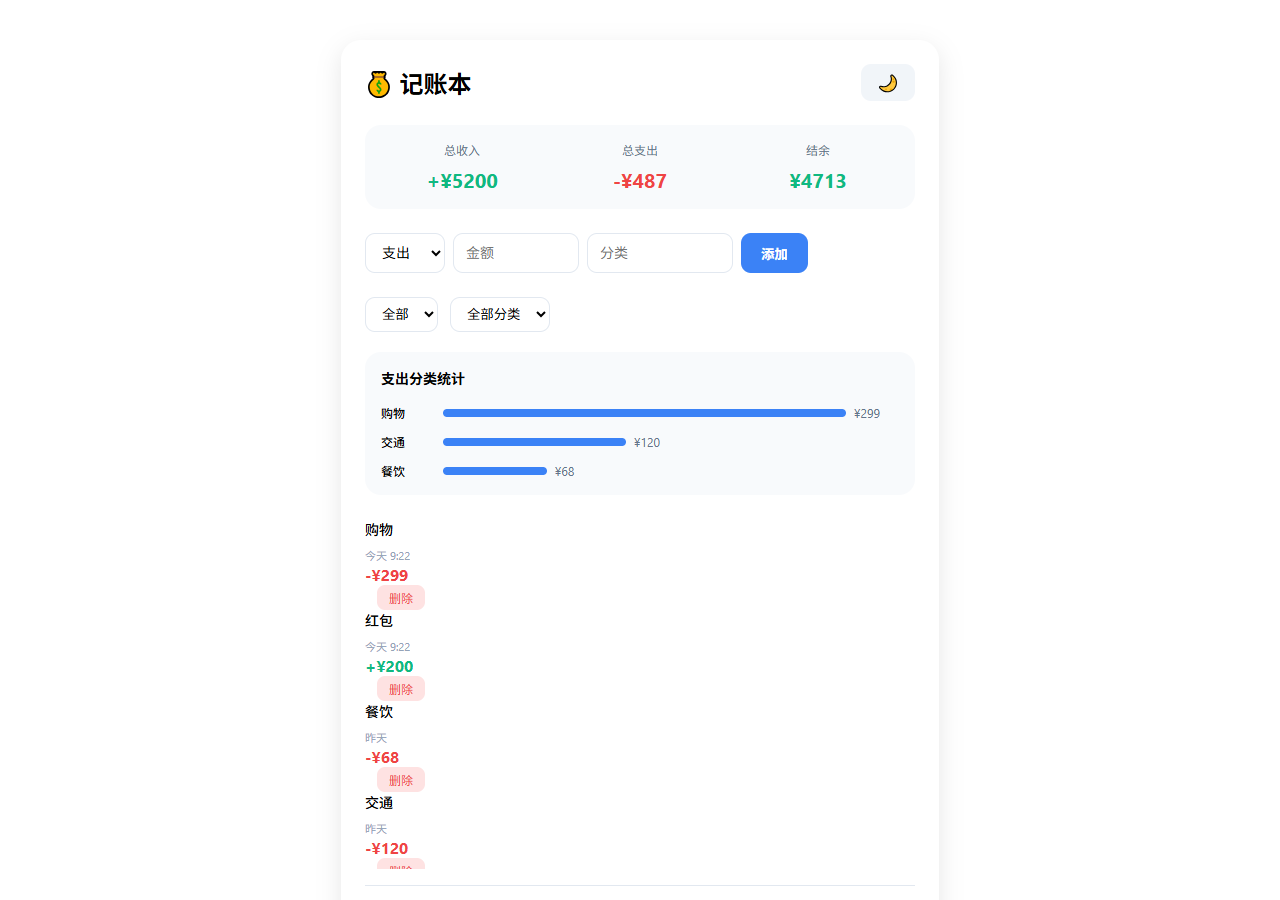 记账本
总收入 总支出 结余
+¥5200 -¥487 ¥4713
支出 金额 分类 添加
全部 全部分类
支出分类统计
购物 ¥299
交通 ¥120
餐饮 ¥68
购物
今天 9:22
-¥299
删除
红包
今天 9:22
+¥200
删除
餐饮
昨天
-¥68
删除
交通
昨天
-¥120
删除